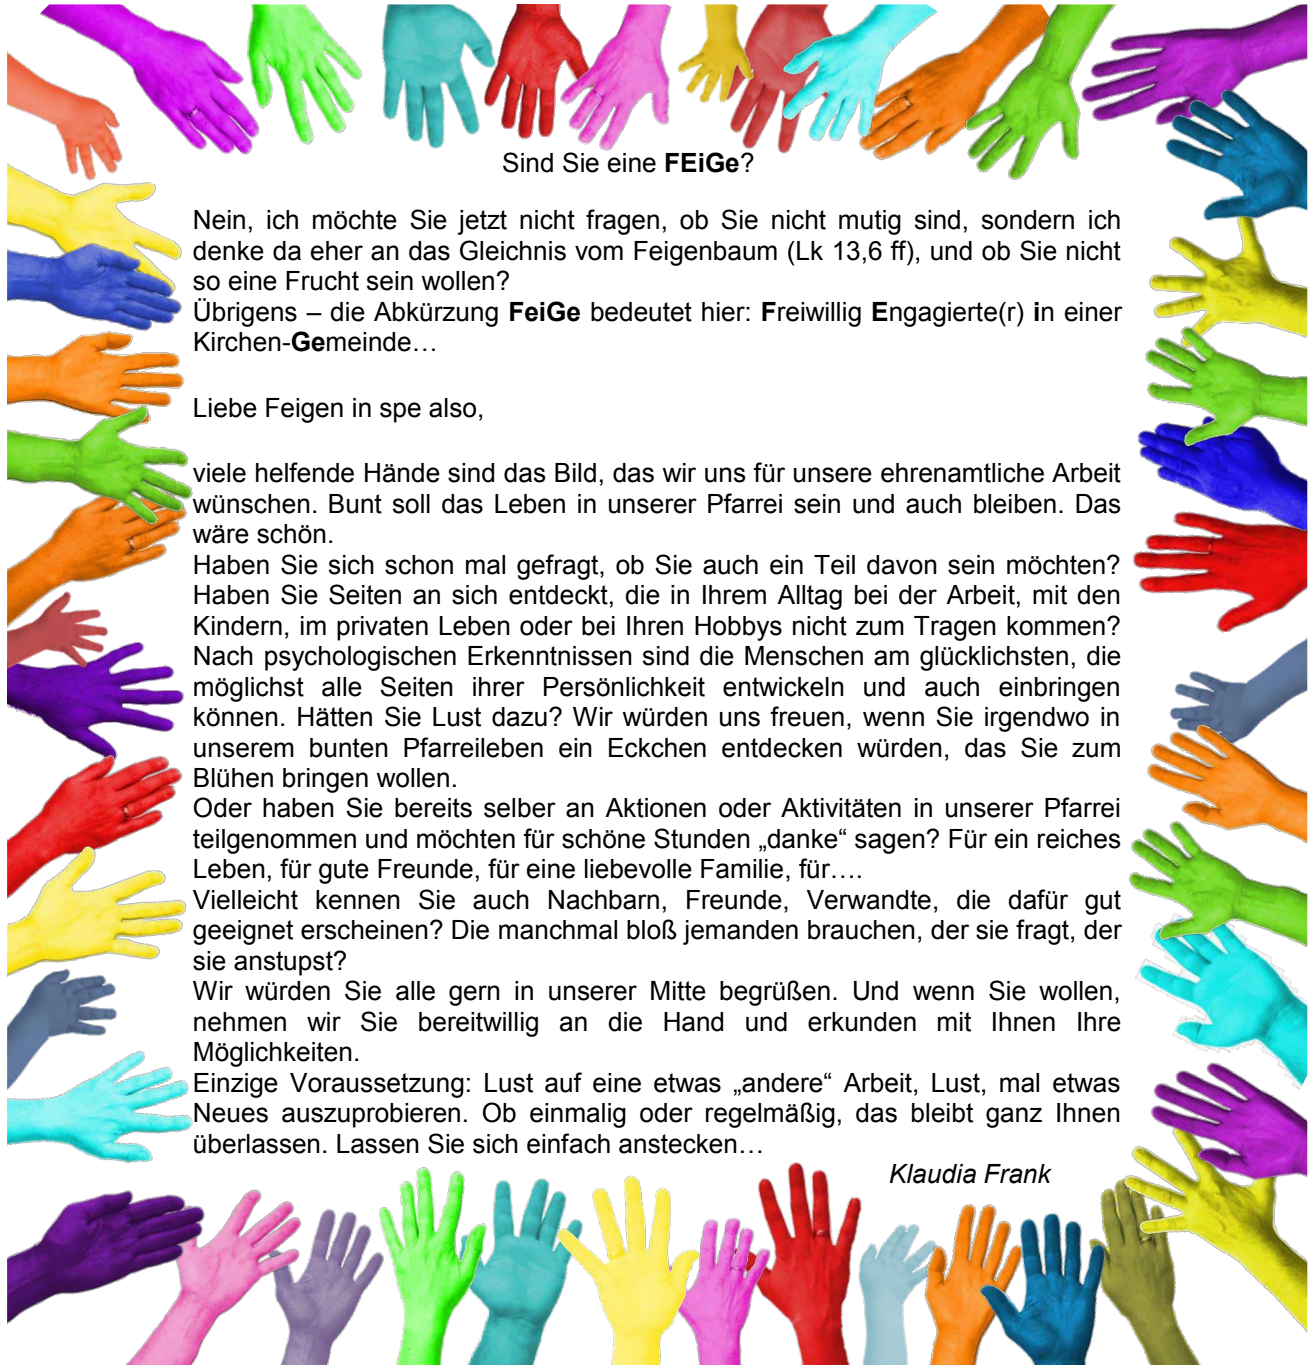 Sind Sie eine FEiGe?
Nein, ich möchte Sie jetzt nicht fragen, ob Sie nicht mutig sind, sondern ich
denke da eher an das Gleichnis vom Feigenbaum (Lk 13,6 ff), und ob Sie nicht
so eine Frucht sein wollen?
Übrigens – die Abkürzung FeiGe bedeutet hier: Freiwillig Engagierte(r) in einer
Kirchen-Gemeinde…
Liebe Feigen in spe also,
viele helfende Hände sind das Bild, das wir uns für unsere ehrenamtliche Arbeit
wünschen. Bunt soll das Leben in unserer Pfarrei sein und auch bleiben. Das
wäre schön.
Haben Sie sich schon mal gefragt, ob Sie auch ein Teil davon sein möchten?
Haben Sie Seiten an sich entdeckt, die in Ihrem Alltag bei der Arbeit, mit den
Kindern, im privaten Leben oder bei Ihren Hobbys nicht zum Tragen kommen?
Nach psychologischen Erkenntnissen sind die Menschen am glücklichsten, die
möglichst alle Seiten ihrer Persönlichkeit entwickeln und auch einbringen
können. Hätten Sie Lust dazu? Wir würden uns freuen, wenn Sie irgendwo in
unserem bunten Pfarreileben ein Eckchen entdecken würden, das Sie zum
Blühen bringen wollen.
Oder haben Sie bereits selber an Aktionen oder Aktivitäten in unserer Pfarrei
teilgenommen und möchten für schöne Stunden „danke“ sagen? Für ein reiches
Leben, für gute Freunde, für eine liebevolle Familie, für….
Vielleicht kennen Sie auch Nachbarn, Freunde, Verwandte, die dafür gut
geeignet erscheinen? Die manchmal bloß jemanden brauchen, der sie fragt, der
sie anstupst?
Wir würden Sie alle gern in unserer Mitte begrüßen. Und wenn Sie wollen,
nehmen wir Sie bereitwillig an die Hand und erkunden mit Ihnen Ihre
Möglichkeiten.
Einzige Voraussetzung: Lust auf eine etwas „andere“ Arbeit, Lust, mal etwas
Neues auszuprobieren. Ob einmalig oder regelmäßig, das bleibt ganz Ihnen
überlassen. Lassen Sie sich einfach anstecken…
Klaudia Frank